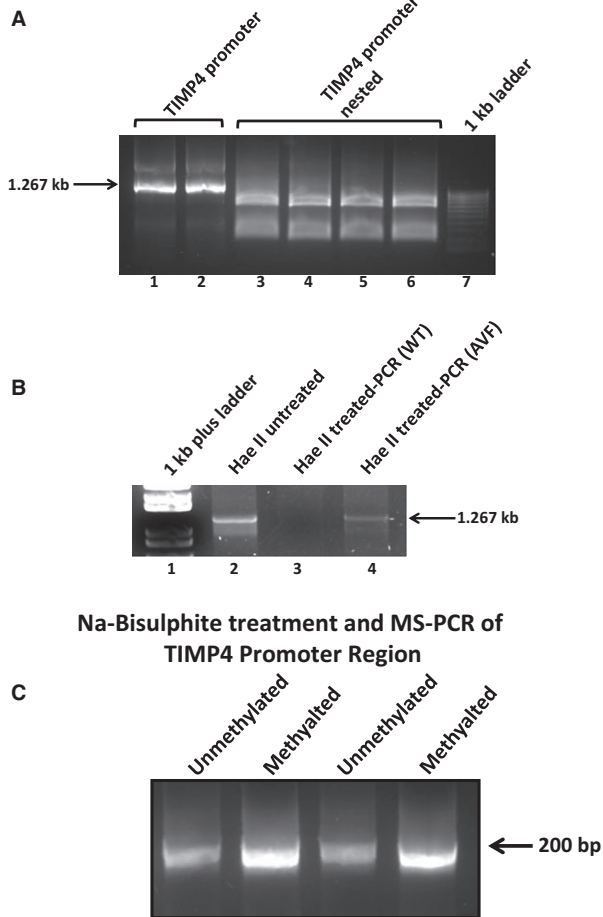 A
TIMP4 promoter
TIMP4 promoter
nested
1 kb ladder
1.267 kb
1 2 3 4 5 6 7
B
1 kb plus ladder
Hae II untreated
Hae II treated-PCR (WT)
Hae II treated-PCR (AVF)
1.267 kb
1 2 3 4
Na-Bisulphite treatment and MS-PCR of
TIMP4 Promoter Region
C
Unmethylated
Methyalted
Unmethylated
Methyalted
200 bp